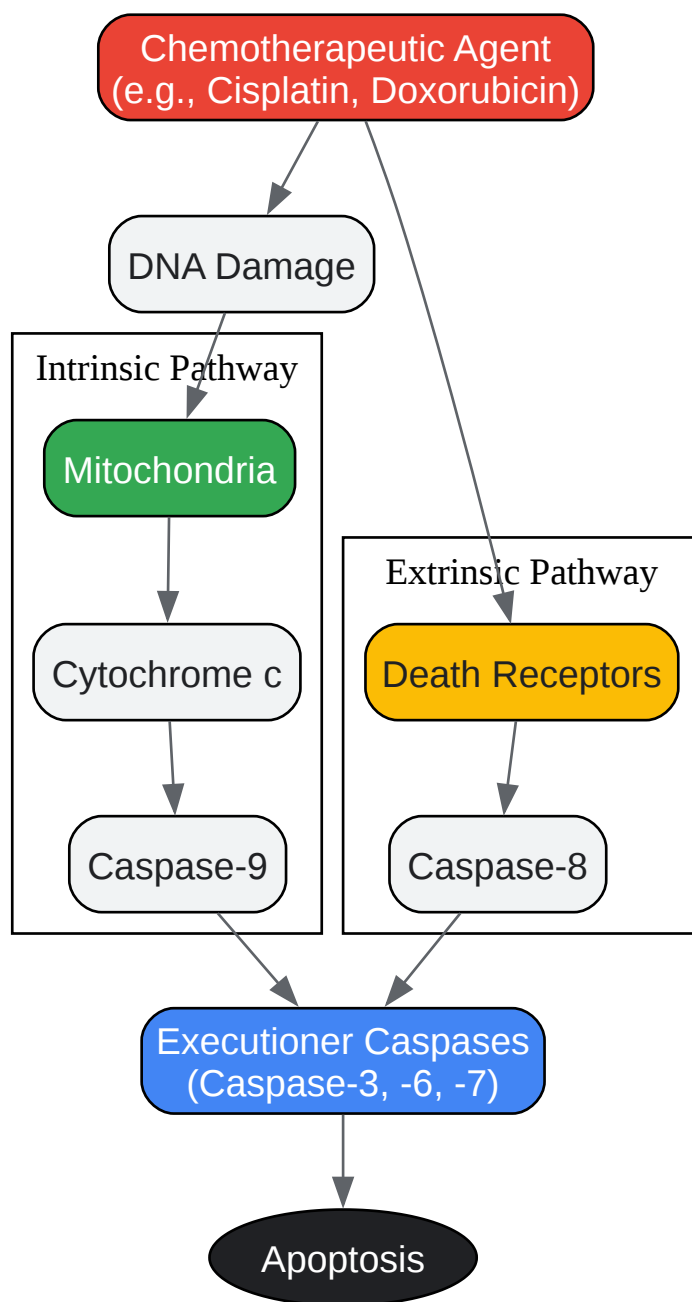 Chemotherapeutic Agent
(e.g., Cisplatin, Doxorubicin)
DNA Damage
Intrinsic Pathway
Mitochondria
Cytochrome c
Caspase-9
Extrinsic Pathway
Death Receptors
Caspase-8
Executioner Caspases
(Caspase-3, -6, -7)
Apoptosis